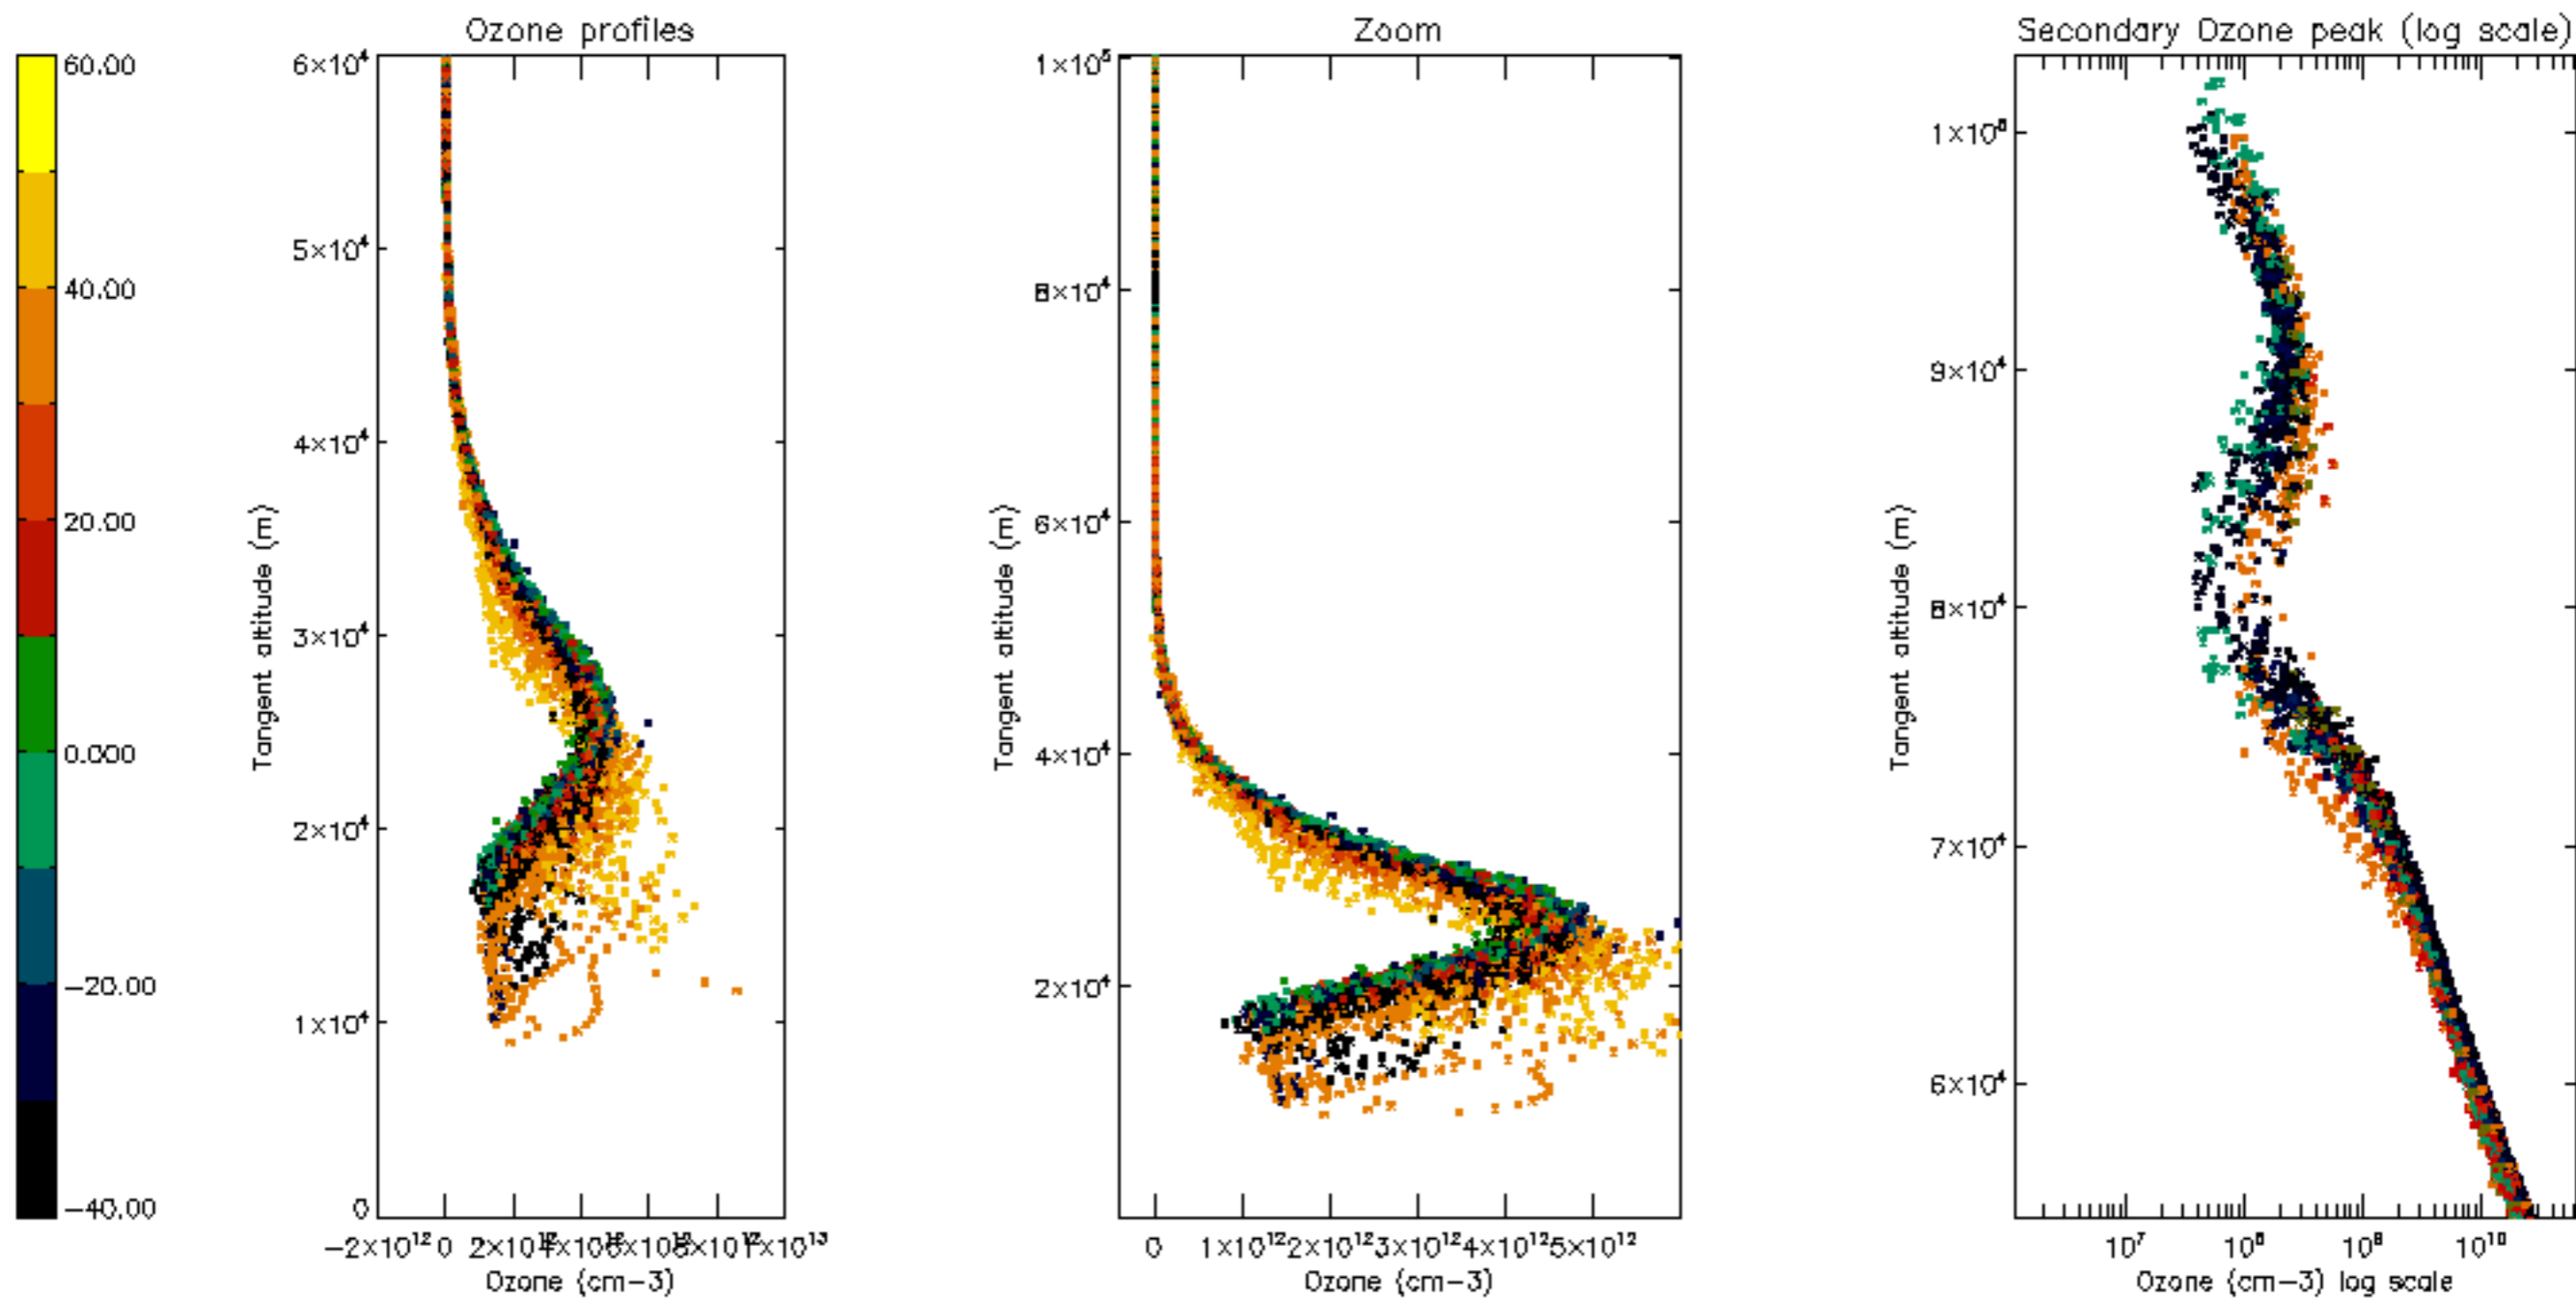 Ozone profiles
Zoom
Secondary Ozone peak (log scale)
60.00
40.00
20.00
0.000
−20.00
−40.00
6×10⁴
5×10⁴
4×10⁴
3×10⁴
2×10⁴
1×10⁴
0
Tangent altitude (m)
−2×10¹² 0
Ozone (cm−3)
1×10⁵
8×10⁴
6×10⁴
4×10⁴
2×10⁴
Tangent altitude (m)
0 1×10¹² 2×10¹² 3×10¹² 4×10¹² 5×10¹²
Ozone (cm−3)
9×10⁴
8×10⁴
7×10⁴
6×10⁴
Tangent altitude (m)
10⁷ 10⁸ 10⁹ 10¹⁰
Ozone (cm−3) log scale